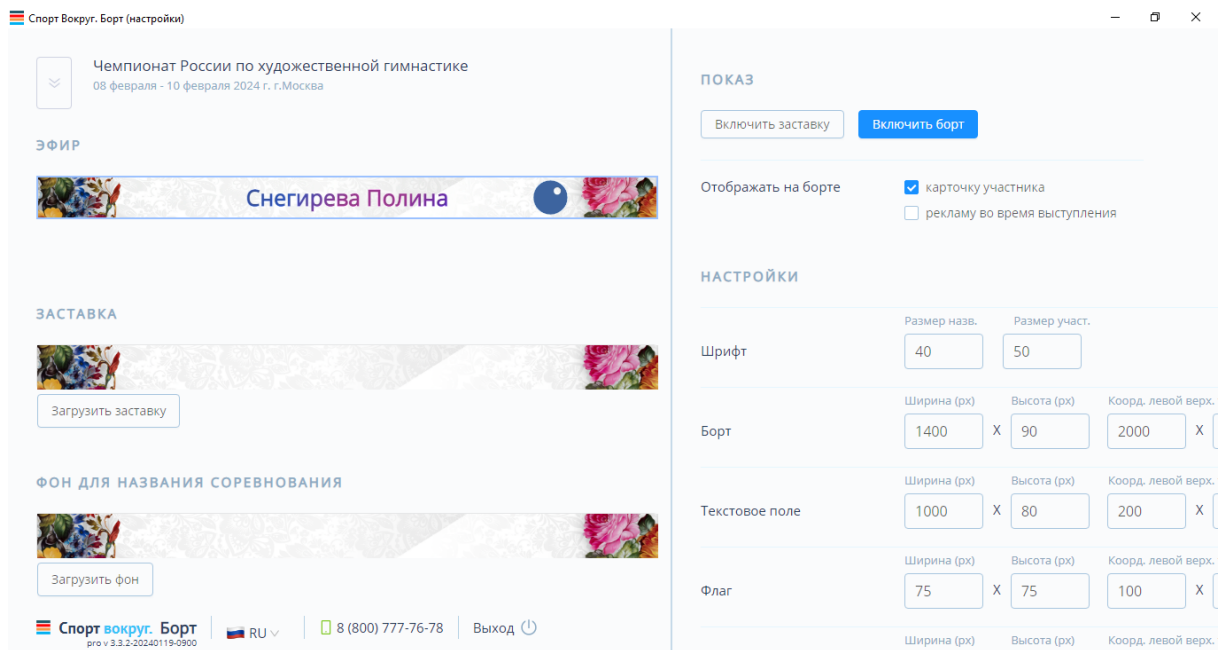 Спорт Вокруг. Борт (настройки)
Чемпионат России по художественной гимнастике
08 февраля - 10 февраля 2024 г. г.Москва
ЭФИР
Снегирева Полина
ЗАСТАВКА
Загрузить заставку
ФОН ДЛЯ НАЗВАНИЯ СОРЕВНОВАНИЯ
Загрузить фон
Спорт вокруг. Борт
pro v 3.3.2-20240119-0900
RU
8 (800) 777-76-78
Выход
ПОКАЗ
Включить заставку Включить борт
Отображать на борте карточку участника
рекламу во время выступления
НАСТРОЙКИ
Размер назв. Размер участ.
Шрифт 40 50
Ширина (px) Высота (px) Коорд. левой верх.
Борт 1400 X 90 2000 X
Ширина (px) Высота (px) Коорд. левой верх.
Текстовое поле 1000 X 80 200 X
Ширина (px) Высота (px) Коорд. левой верх.
Флаг 75 X 75 100 X
Ширина (px) Высота (px) Коорд. левой верх.